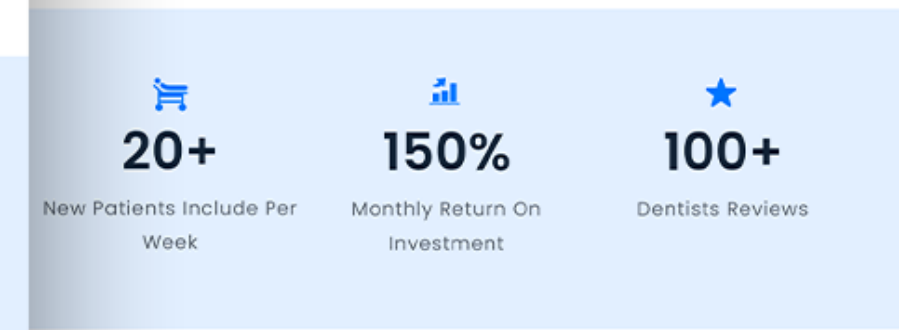 20+
New Patients Include Per
Week
150%
Monthly Return On
Investment
100+
Dentists Reviews